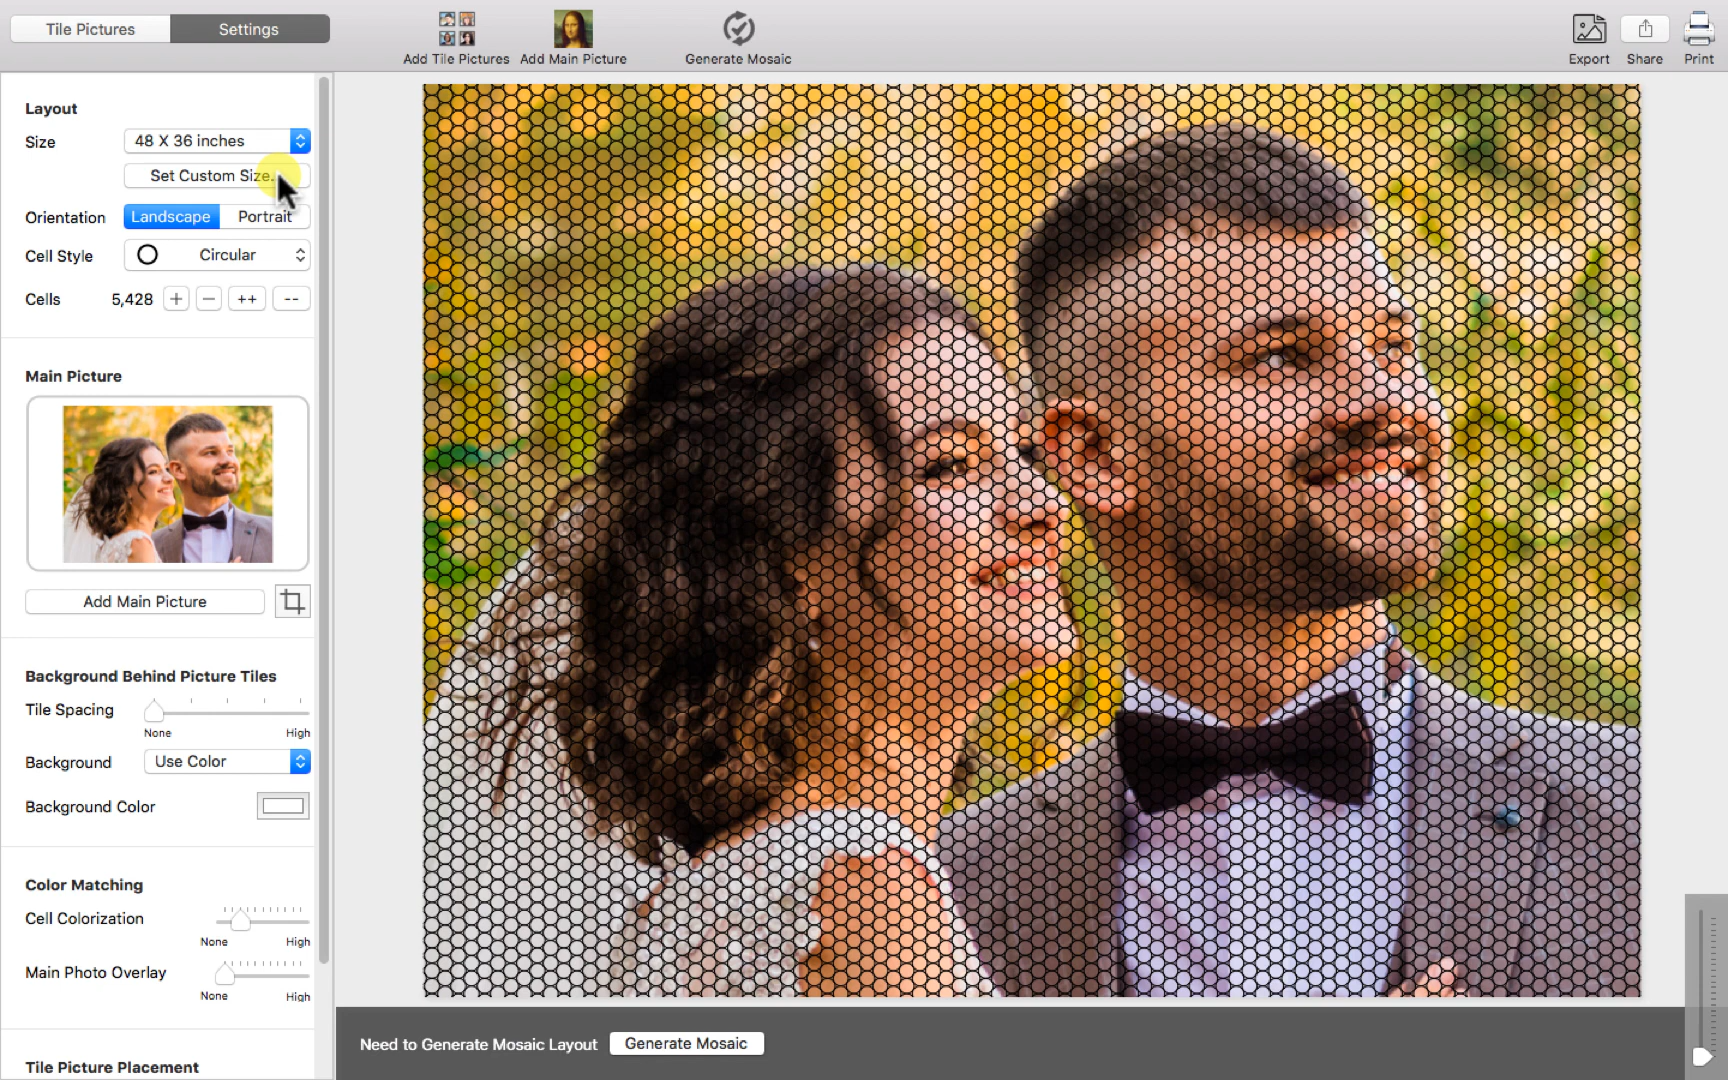 Tile Pictures
Settings
Add Tile Pictures
Add Main Picture
Generate Mosaic
Export
Share
Print
Layout
Size
48 X 36 inches
Set Custom Size.
Orientation
Landscape
Portrait
Cell Style
Circular
Cells
5,428
+
−
++
--
Main Picture
Add Main Picture
Background Behind Picture Tiles
Tile Spacing
None
High
Background
Use Color
Background Color
Color Matching
Cell Colorization
None
High
Main Photo Overlay
None
High
Tile Picture Placement
Need to Generate Mosaic Layout
Generate Mosaic